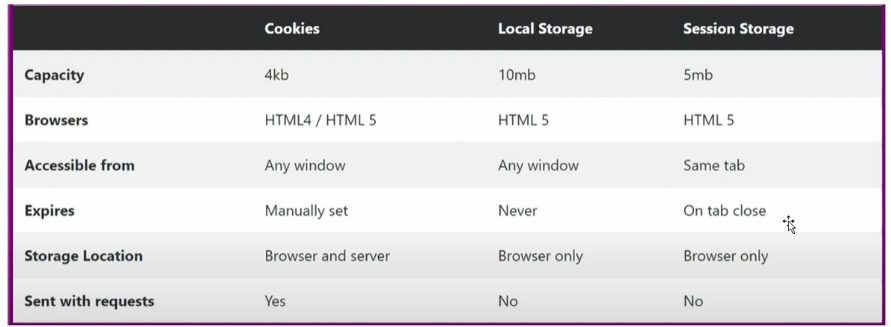 Cookies Local Storage Session Storage
Capacity 4kb 10mb 5mb
Browsers HTML4 / HTML 5 HTML 5 HTML 5
Accessible from Any window Any window Same tab
Expires Manually set Never On tab close
Storage Location Browser and server Browser only Browser only
Sent with requests Yes No No